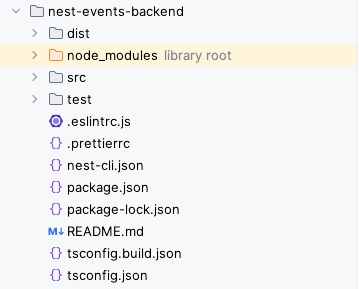 nest-events-backend
dist
node_modules library root
src
test
.eslintrc.js
.prettierrc
nest-cli.json
package.json
package-lock.json
M↓ README.md
tsconfig.build.json
tsconfig.json